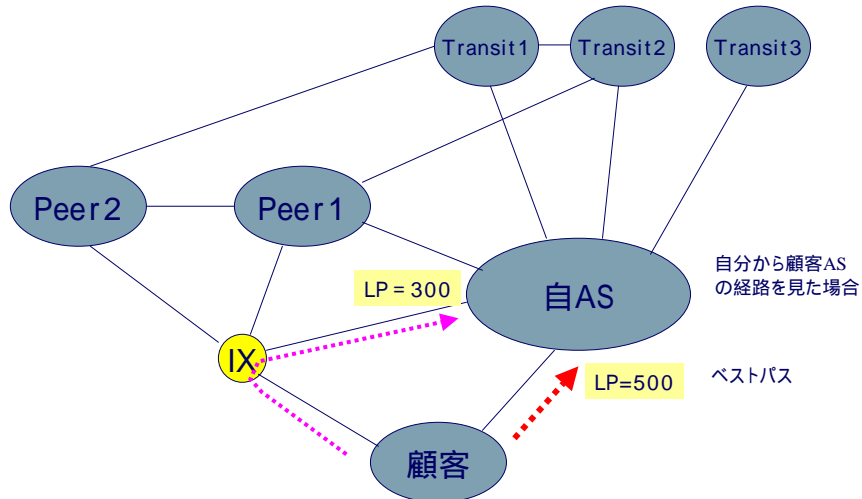 Transit1
Transit2
Transit3
Peer2
Peer1
LP=300
自AS
自分から顧客AS
の経路を見た場合
IX
LP=500
ベストパス
顧客